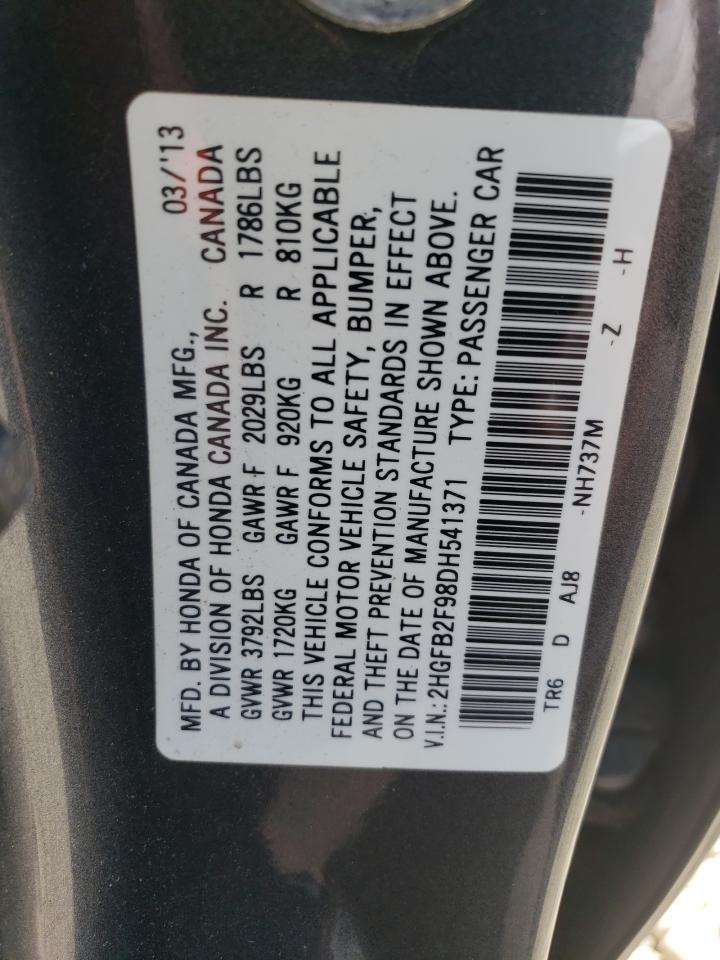 MFD. BY HONDA OF CANADA MFG., 03/'13
A DIVISION OF HONDA CANADA INC. CANADA
GVWR 3792LBS GAWR F 2029LBS R 1786LBS
GVWR 1720KG GAWR F 920KG R 810KG
THIS VEHICLE CONFORMS TO ALL APPLICABLE
FEDERAL MOTOR VEHICLE SAFETY, BUMPER,
AND THEFT PREVENTION STANDARDS IN EFFECT
ON THE DATE OF MANUFACTURE SHOWN ABOVE.
V.I.N.: 2HGFB2F98DH541371 TYPE: PASSENGER CAR
TR6 D AJ8 -NH737M -Z -H